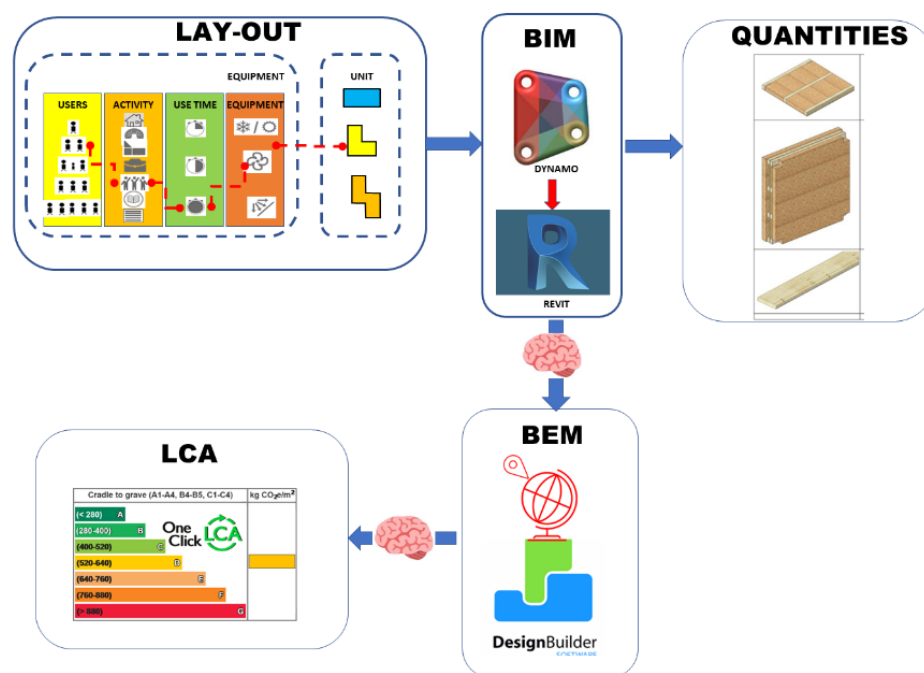 LAY-OUT
EQUIPMENT
USERS
ACTIVITY
USE TIME
EQUIPMENT
UNIT
BIM
DYNAMO
REVIT
QUANTITIES
LCA
Cradle to grave (A1-A4, B4-B5, C1-C4)
kg CO₂e/m²
(< 280) A
(280-400) B
(400-520) C
(520-640) D
(640-760) E
(760-880) F
(> 880) G
One
Click
LCA
BEM
DesignBuilder
SOFTWARE